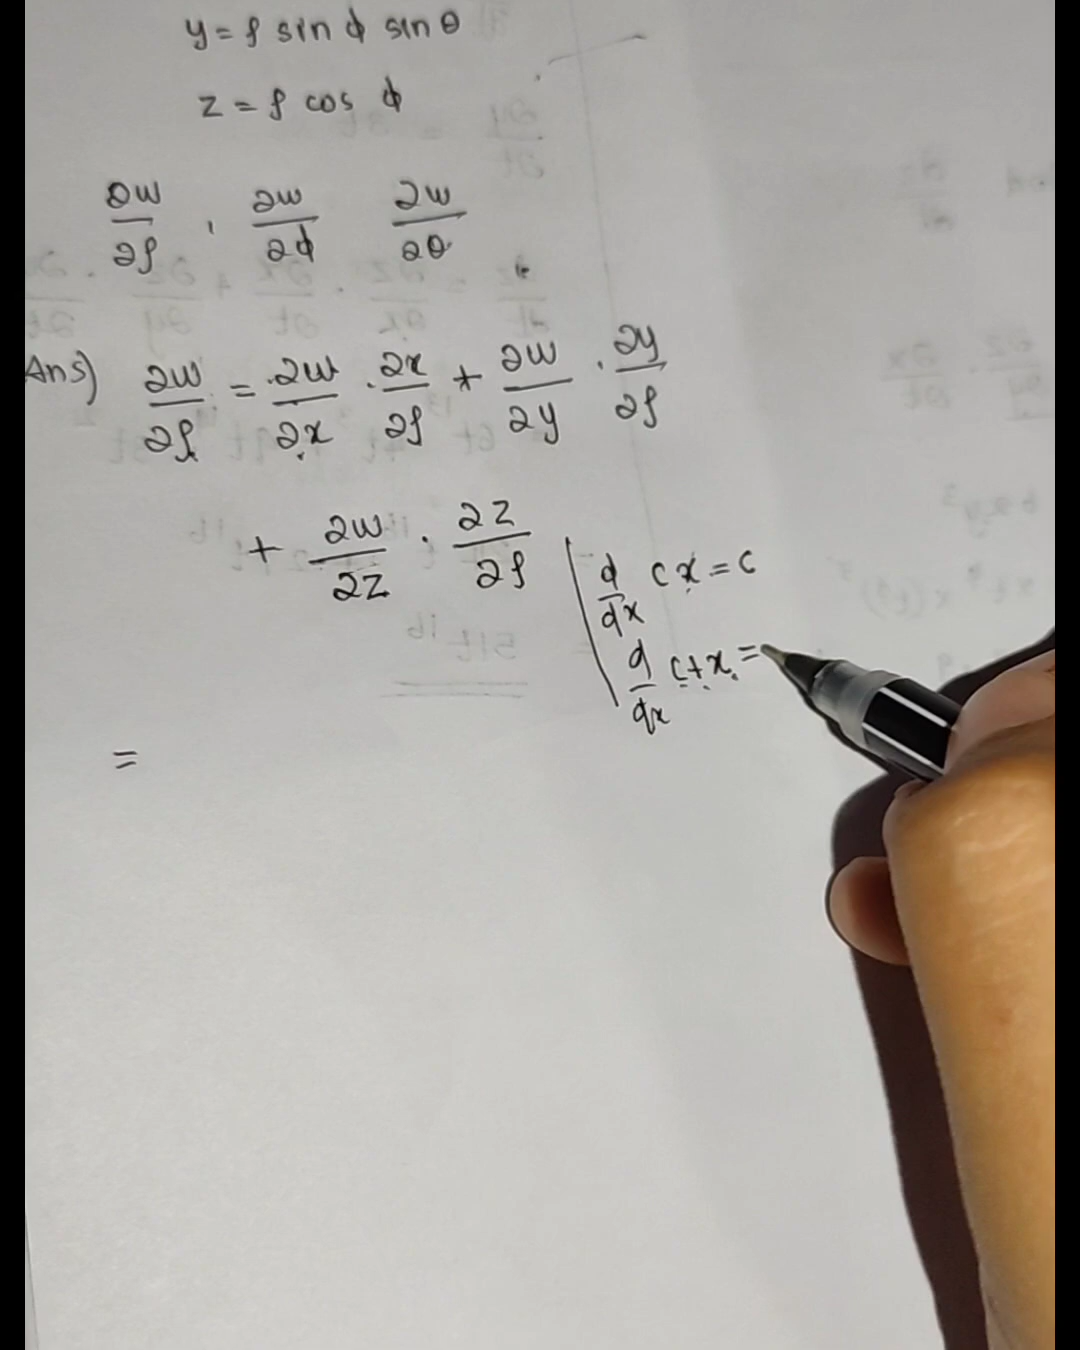 y = ρ sin ϕ sin θ
z = ρ cos ϕ
∂w/∂ρ , ∂w/∂ϕ ∂w/∂θ
Ans) ∂w/∂ρ = ∂w/∂x · ∂x/∂ρ + ∂w/∂y · ∂y/∂ρ
+ ∂w/∂z · ∂z/∂ρ
d/dx cx = c
d/dx c+x =
=